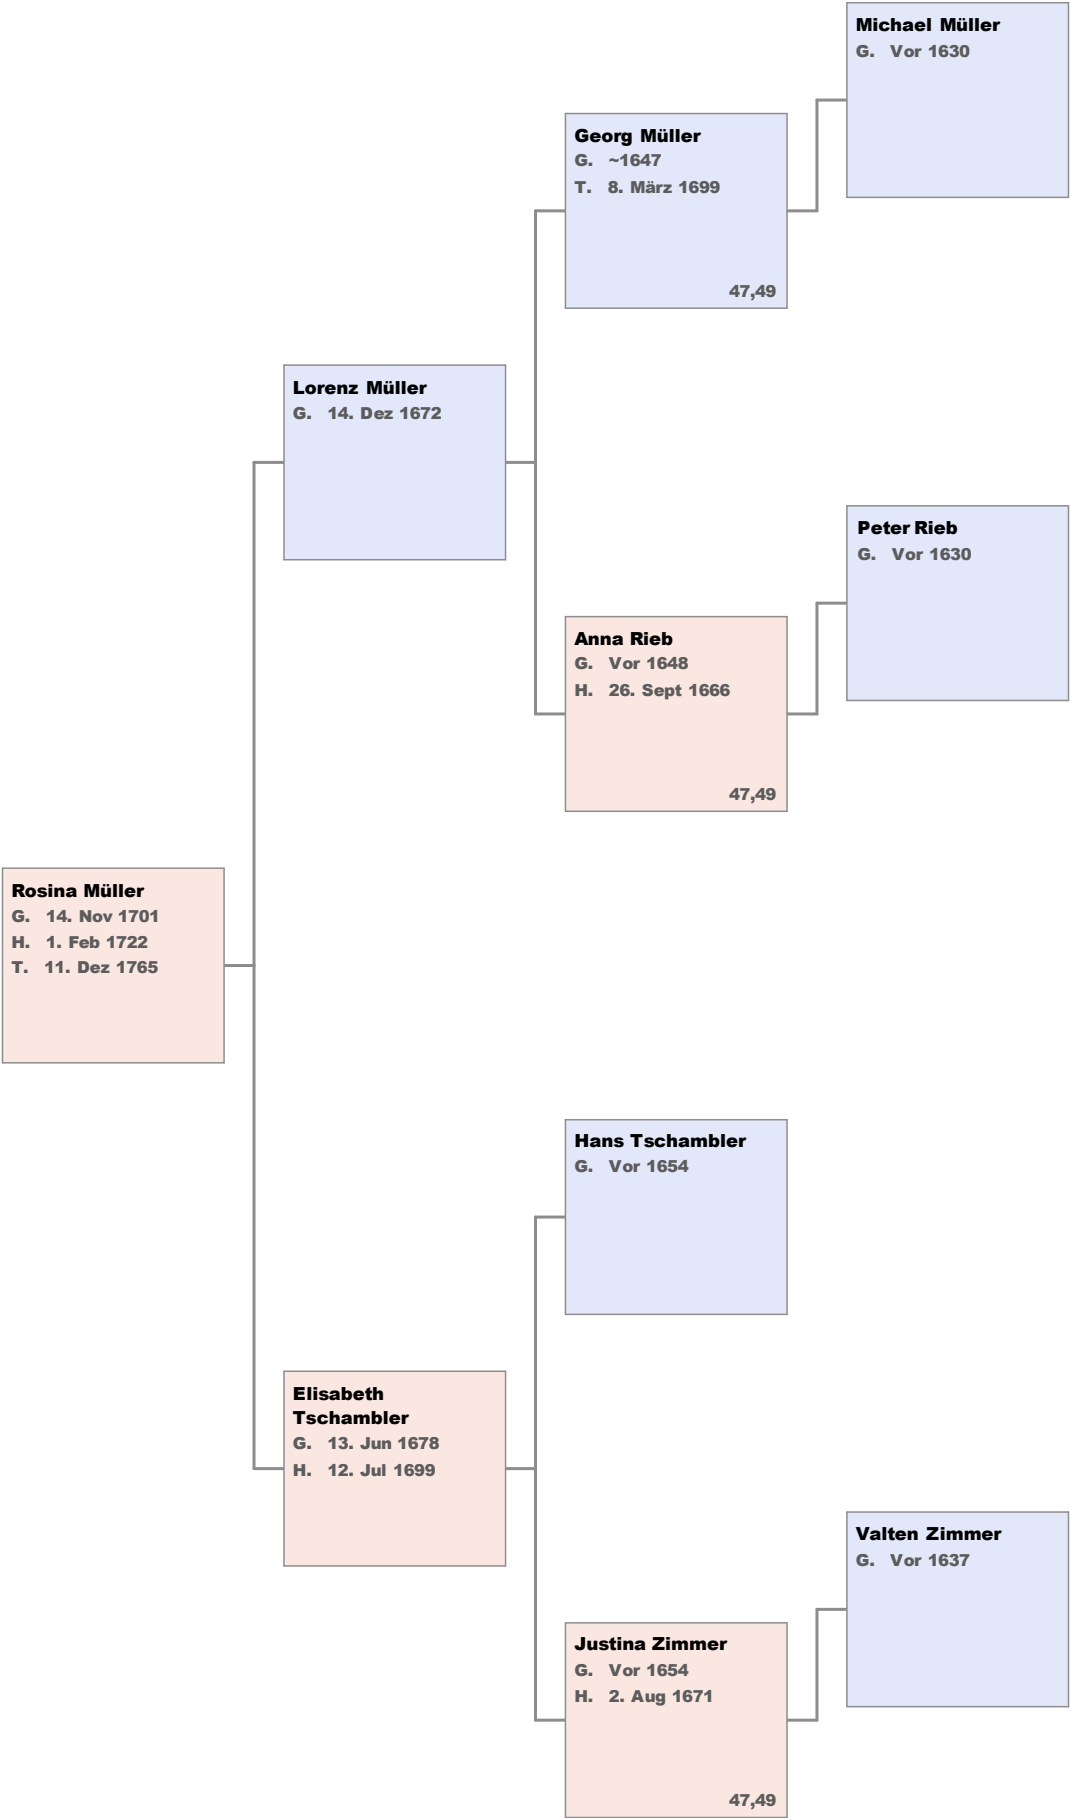 Michael Müller
G. Vor 1630
Georg Müller
G. ~1647
T. 8. März 1699
47,49
Lorenz Müller
G. 14. Dez 1672
Peter Rieb
G. Vor 1630
Anna Rieb
G. Vor 1648
H. 26. Sept 1666
47,49
Rosina Müller
G. 14. Nov 1701
H. 1. Feb 1722
T. 11. Dez 1765
Hans Tschambler
G. Vor 1654
Elisabeth
Tschambler
G. 13. Jun 1678
H. 12. Jul 1699
Valten Zimmer
G. Vor 1637
Justina Zimmer
G. Vor 1654
H. 2. Aug 1671
47,49